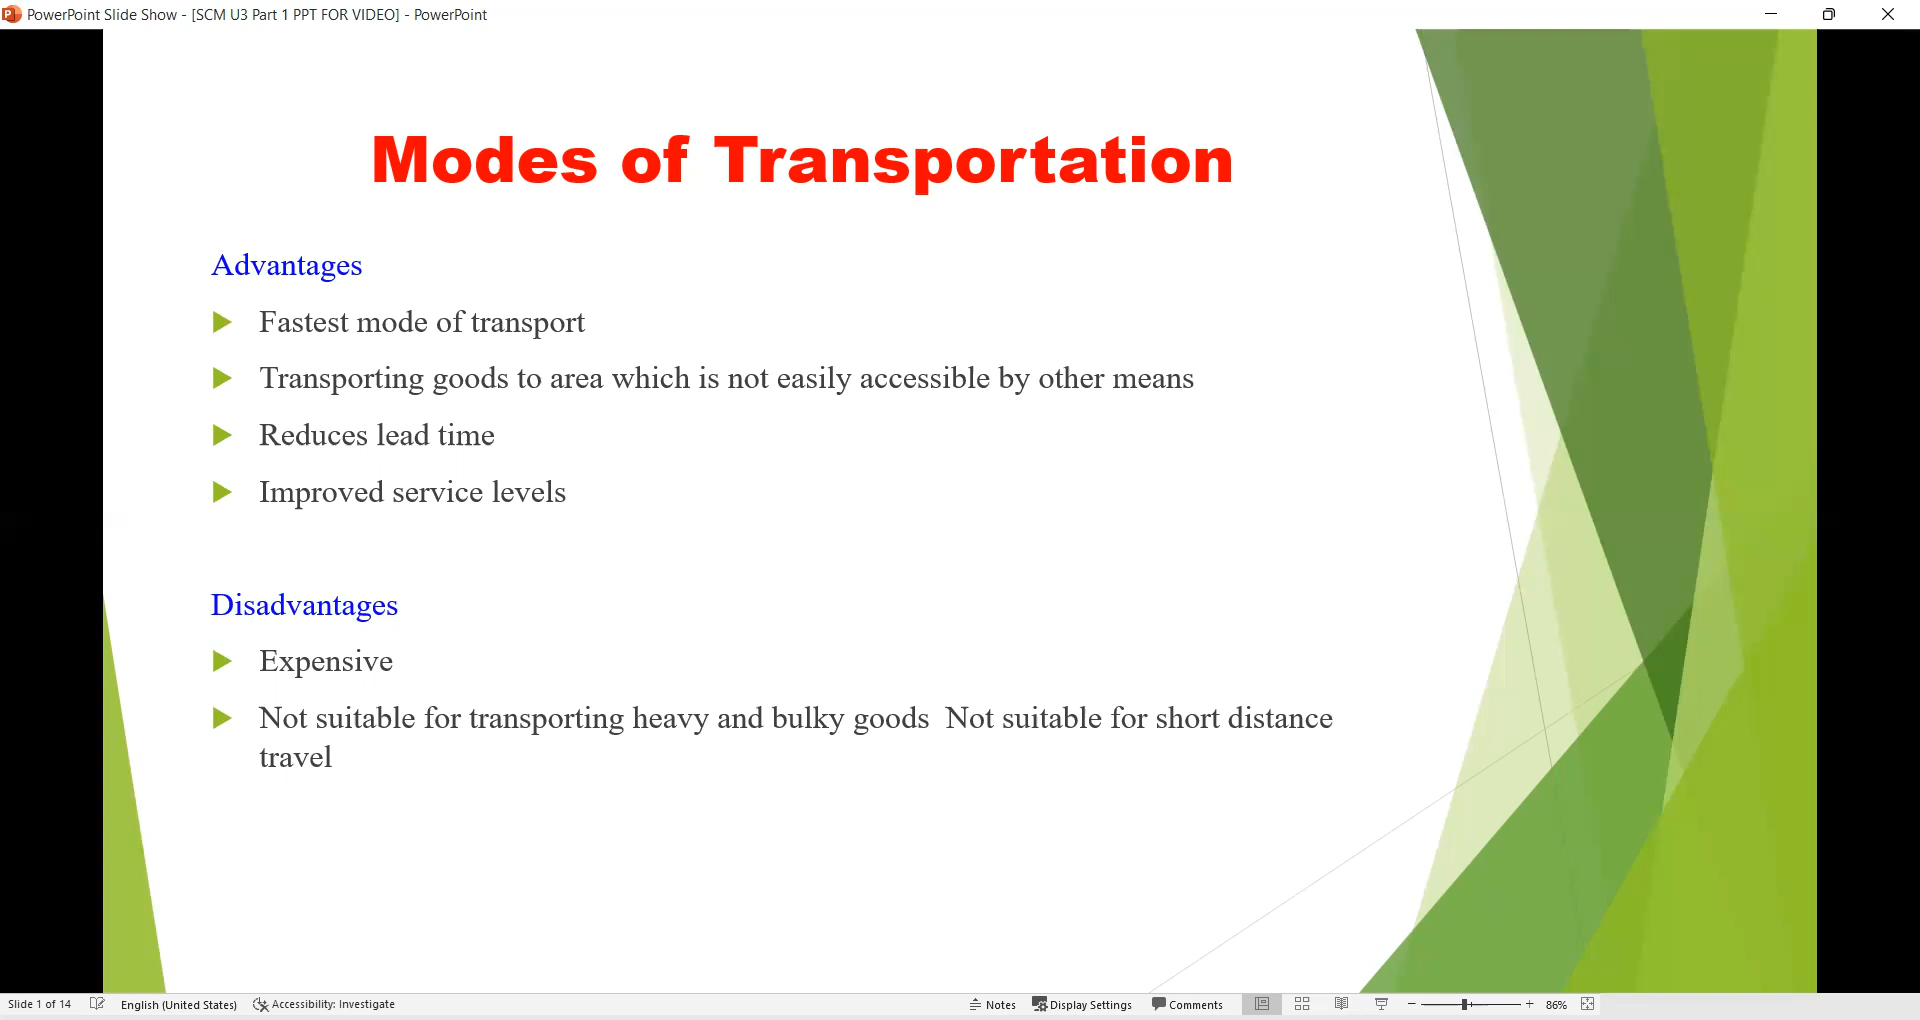 PowerPoint Slide Show - [SCM U3 Part 1 PPT FOR VIDEO] - PowerPoint
Modes of Transportation
Advantages
Fastest mode of transport
Transporting goods to area which is not easily accessible by other means
Reduces lead time
Improved service levels
Disadvantages
Expensive
Not suitable for transporting heavy and bulky goods  Not suitable for short distance
travel
Slide 1 of 14 English (United States) Accessibility: Investigate Notes Display Settings Comments 86%